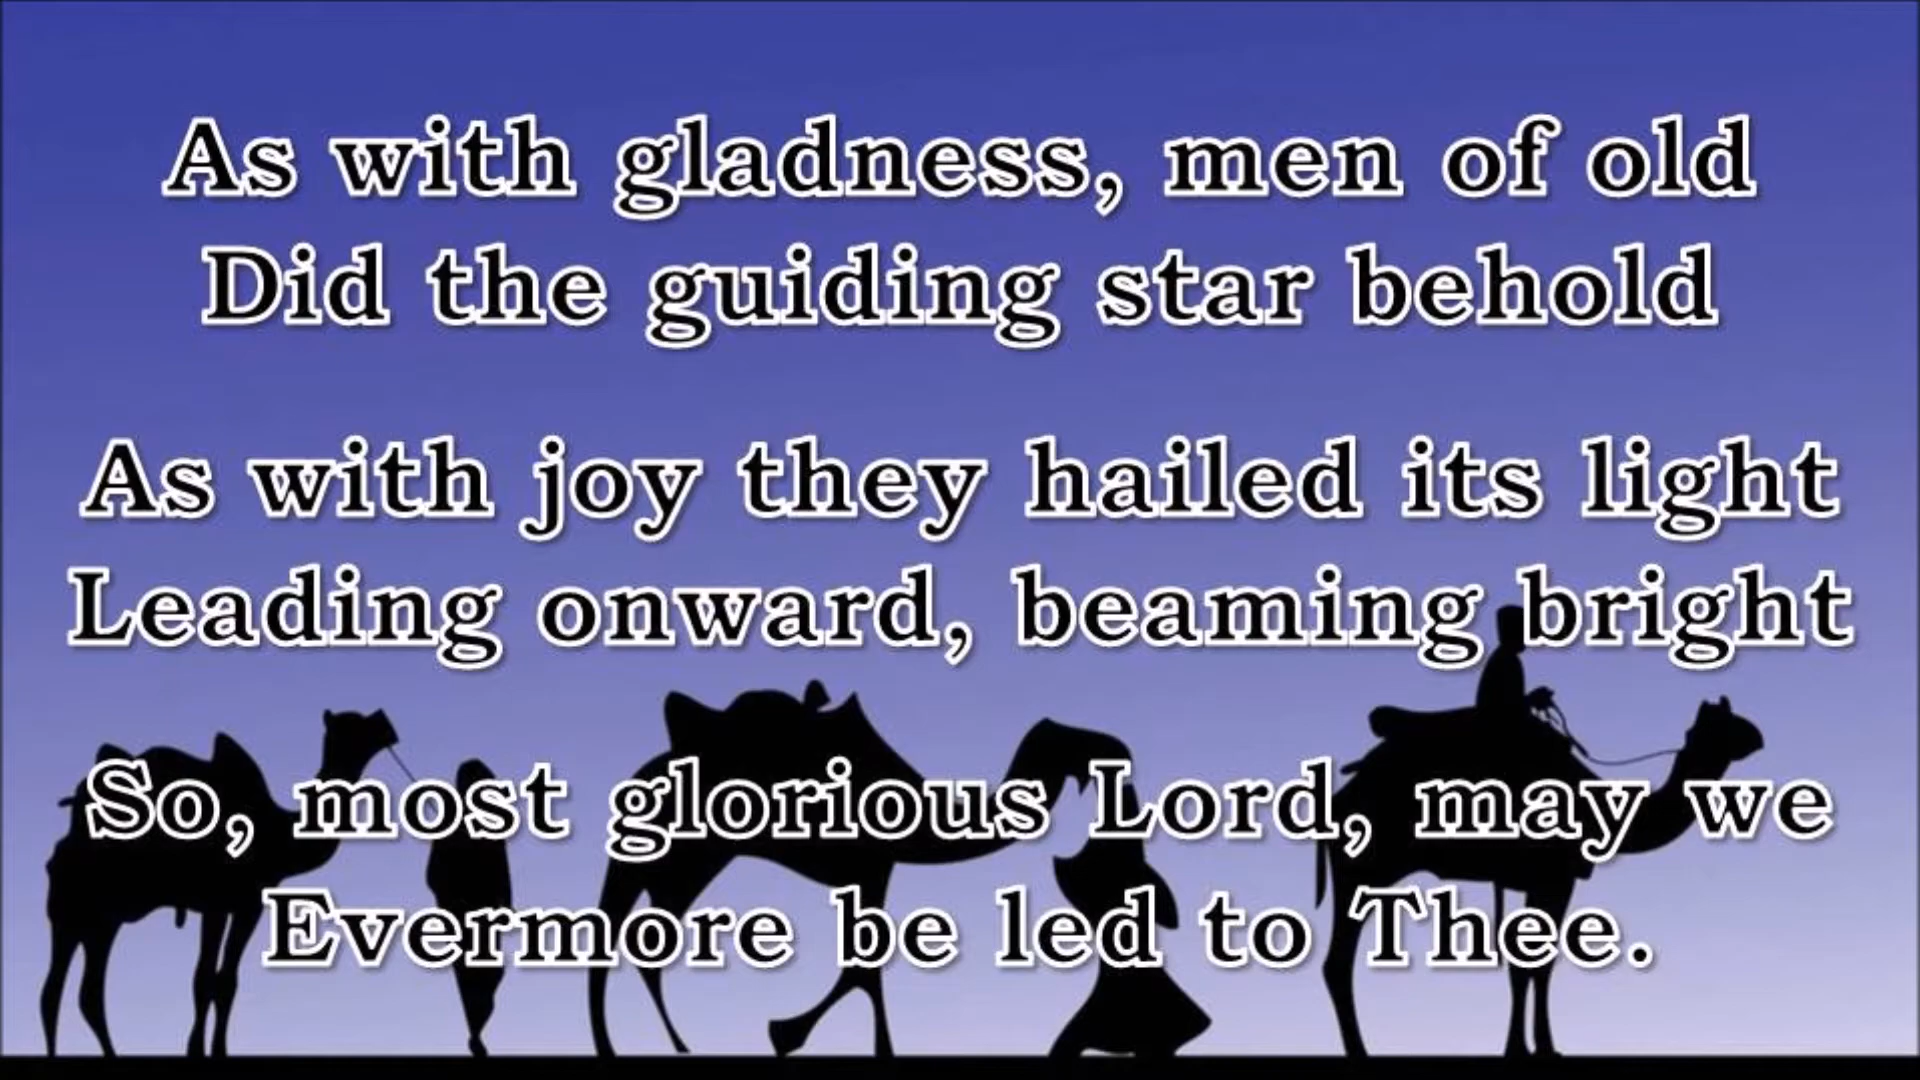 As with gladness, men of old
Did the guiding star behold
As with joy they hailed its light
Leading onward, beaming bright
So, most glorious Lord, may we
Evermore be led to Thee.